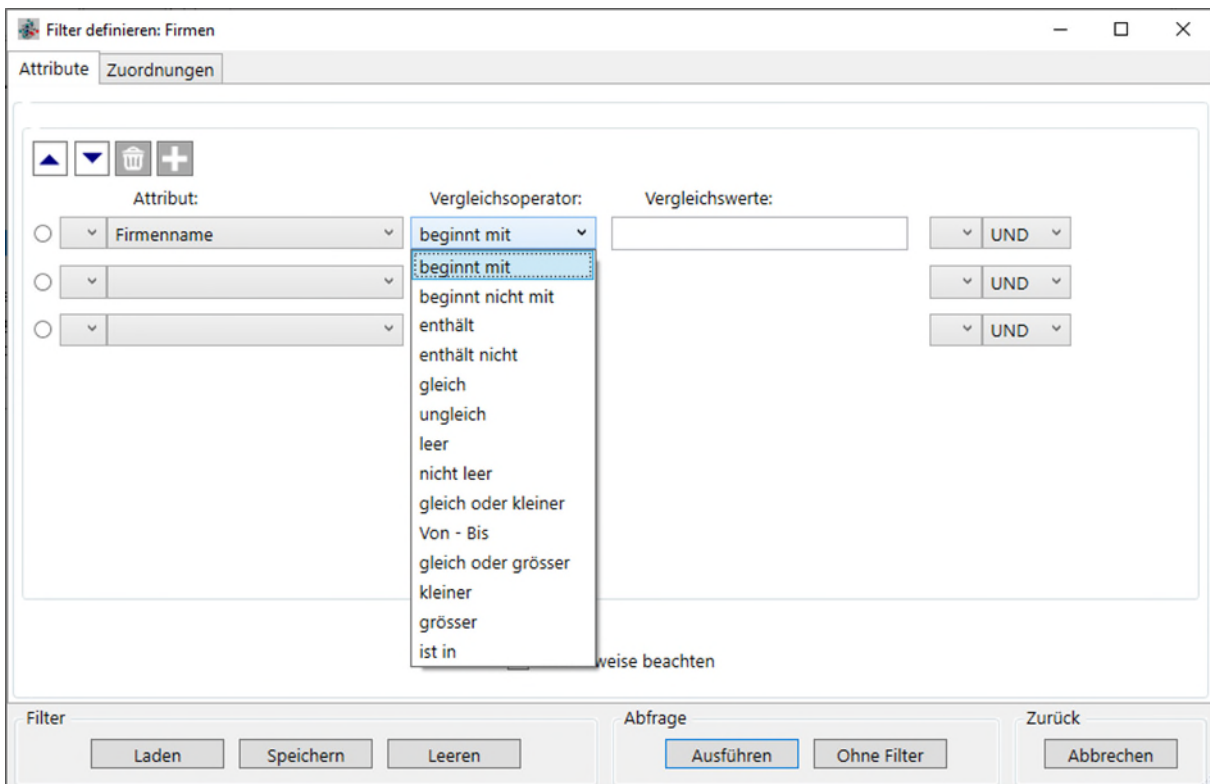 Filter definieren: Firmen
Attribute Zuordnungen
Attribut: Vergleichsoperator: Vergleichswerte:
Firmenname beginnt mit UND
beginnt mit
UND
beginnt nicht mit
enthält
UND
enthält nicht
gleich
ungleich
leer
nicht leer
gleich oder kleiner
Von - Bis
gleich oder grösser
kleiner
grösser
ist in
weise beachten
Filter Abfrage Zurück
Laden Speichern Leeren Ausführen Ohne Filter Abbrechen